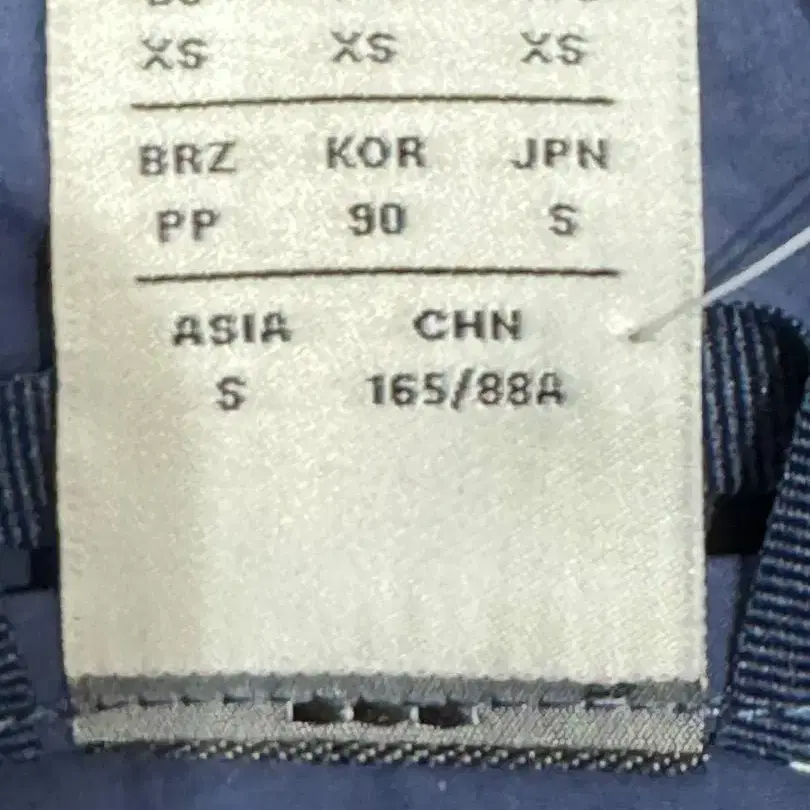 XS XS XS
BRZ KOR JPN
PP 90 S
ASIA CHN
S 165/88A